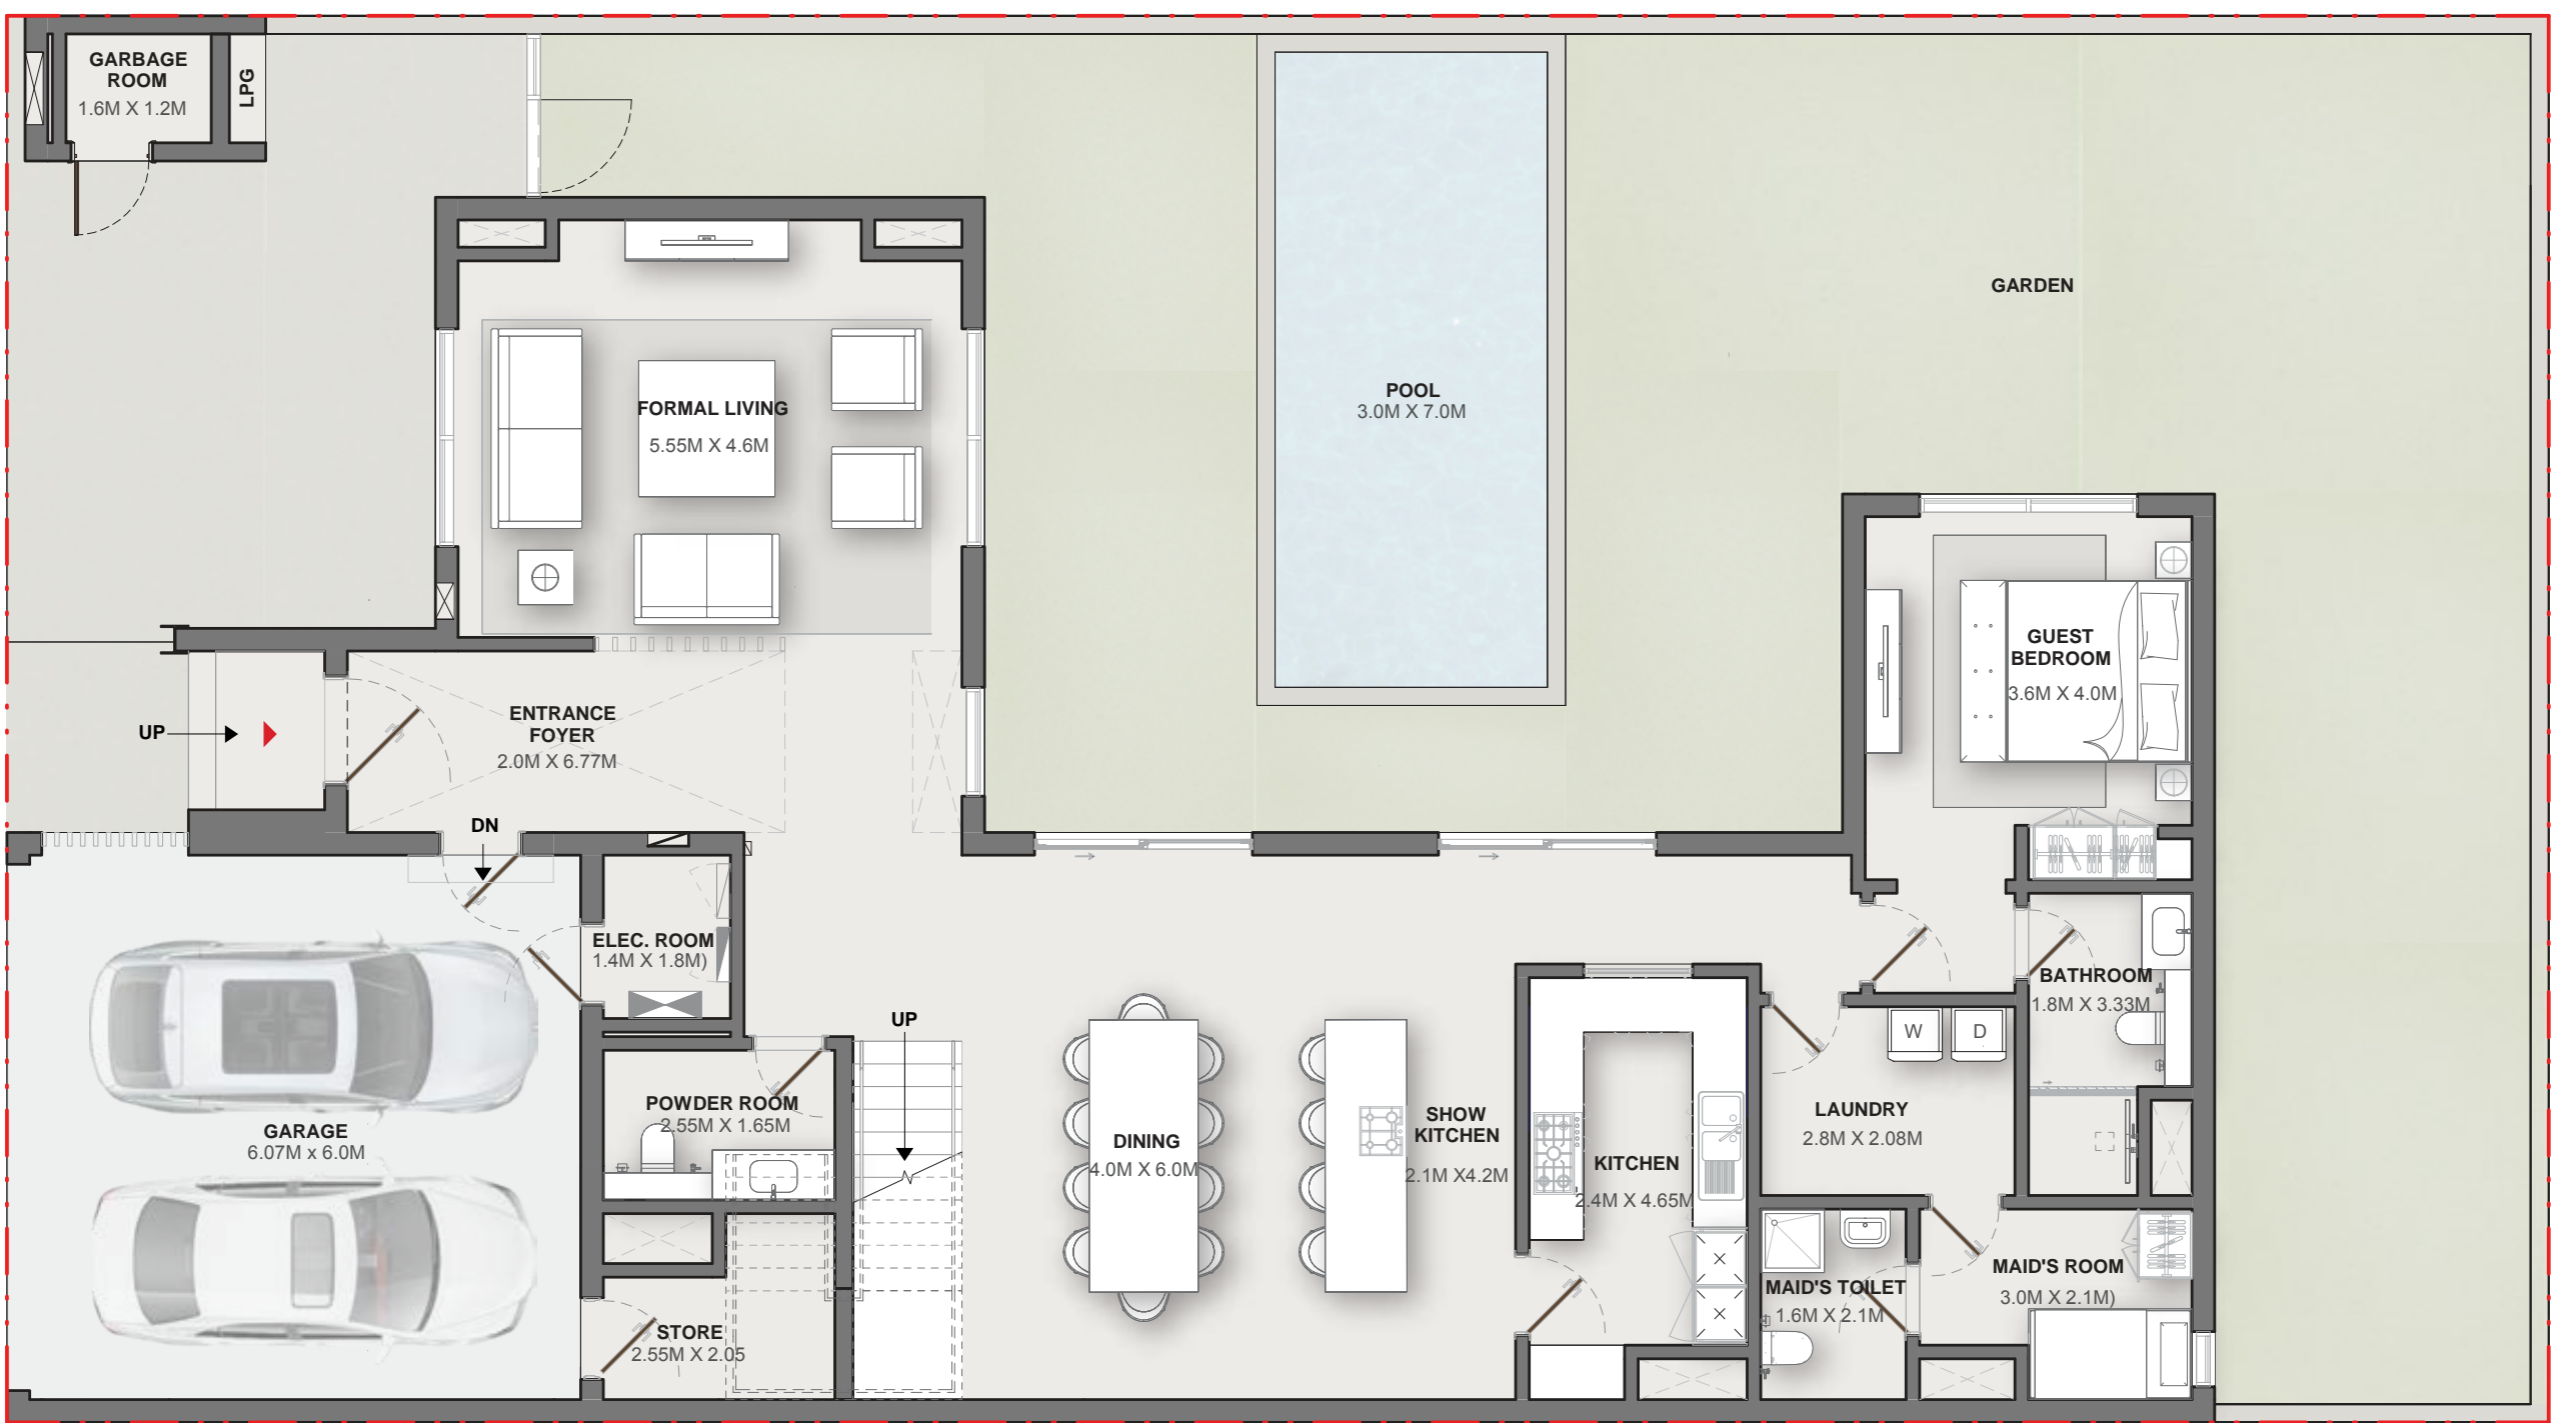 GARBAGE
ROOM
1.6M X 1.2M
LPG
GARDEN
POOL
3.0M X 7.0M
FORMAL LIVING
5.55M X 4.6M
GUEST
BEDROOM
3.6M X 4.0M
UP
ENTRANCE
FOYER
2.0M X 6.77M
DN
ELEC. ROOM
1.4M X 1.8M)
BATHROOM
1.8M X 3.33M
UP
W
D
POWDER ROOM
2.55M X 1.65M
GARAGE
6.07M x 6.0M
DINING
4.0M X 6.0M
SHOW
KITCHEN
2.1M X4.2M
KITCHEN
2.4M X 4.65M
LAUNDRY
2.8M X 2.08M
MAID'S TOILET
1.6M X 2.1M
MAID'S ROOM
3.0M X 2.1M)
STORE
2.55M X 2.05